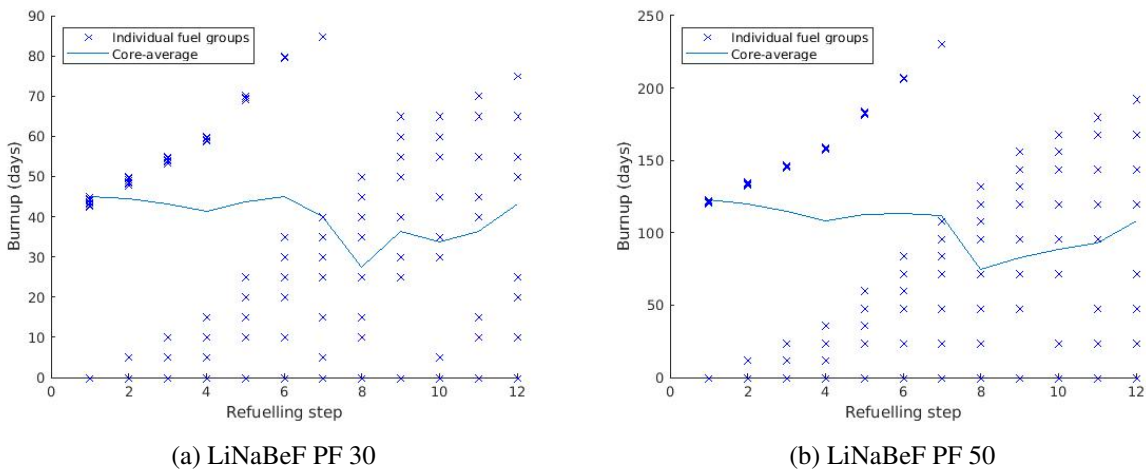 90
80
70
60
50
40
30
20
10
0
Burnup (days)
Individual fuel groups
Core-average
0 2 4 6 8 10 12
Refuelling step
(a) LiNaBeF PF 30
250
200
150
100
50
0
Burnup (days)
Individual fuel groups
Core-average
0 2 4 6 8 10 12
Refuelling step
(b) LiNaBeF PF 50